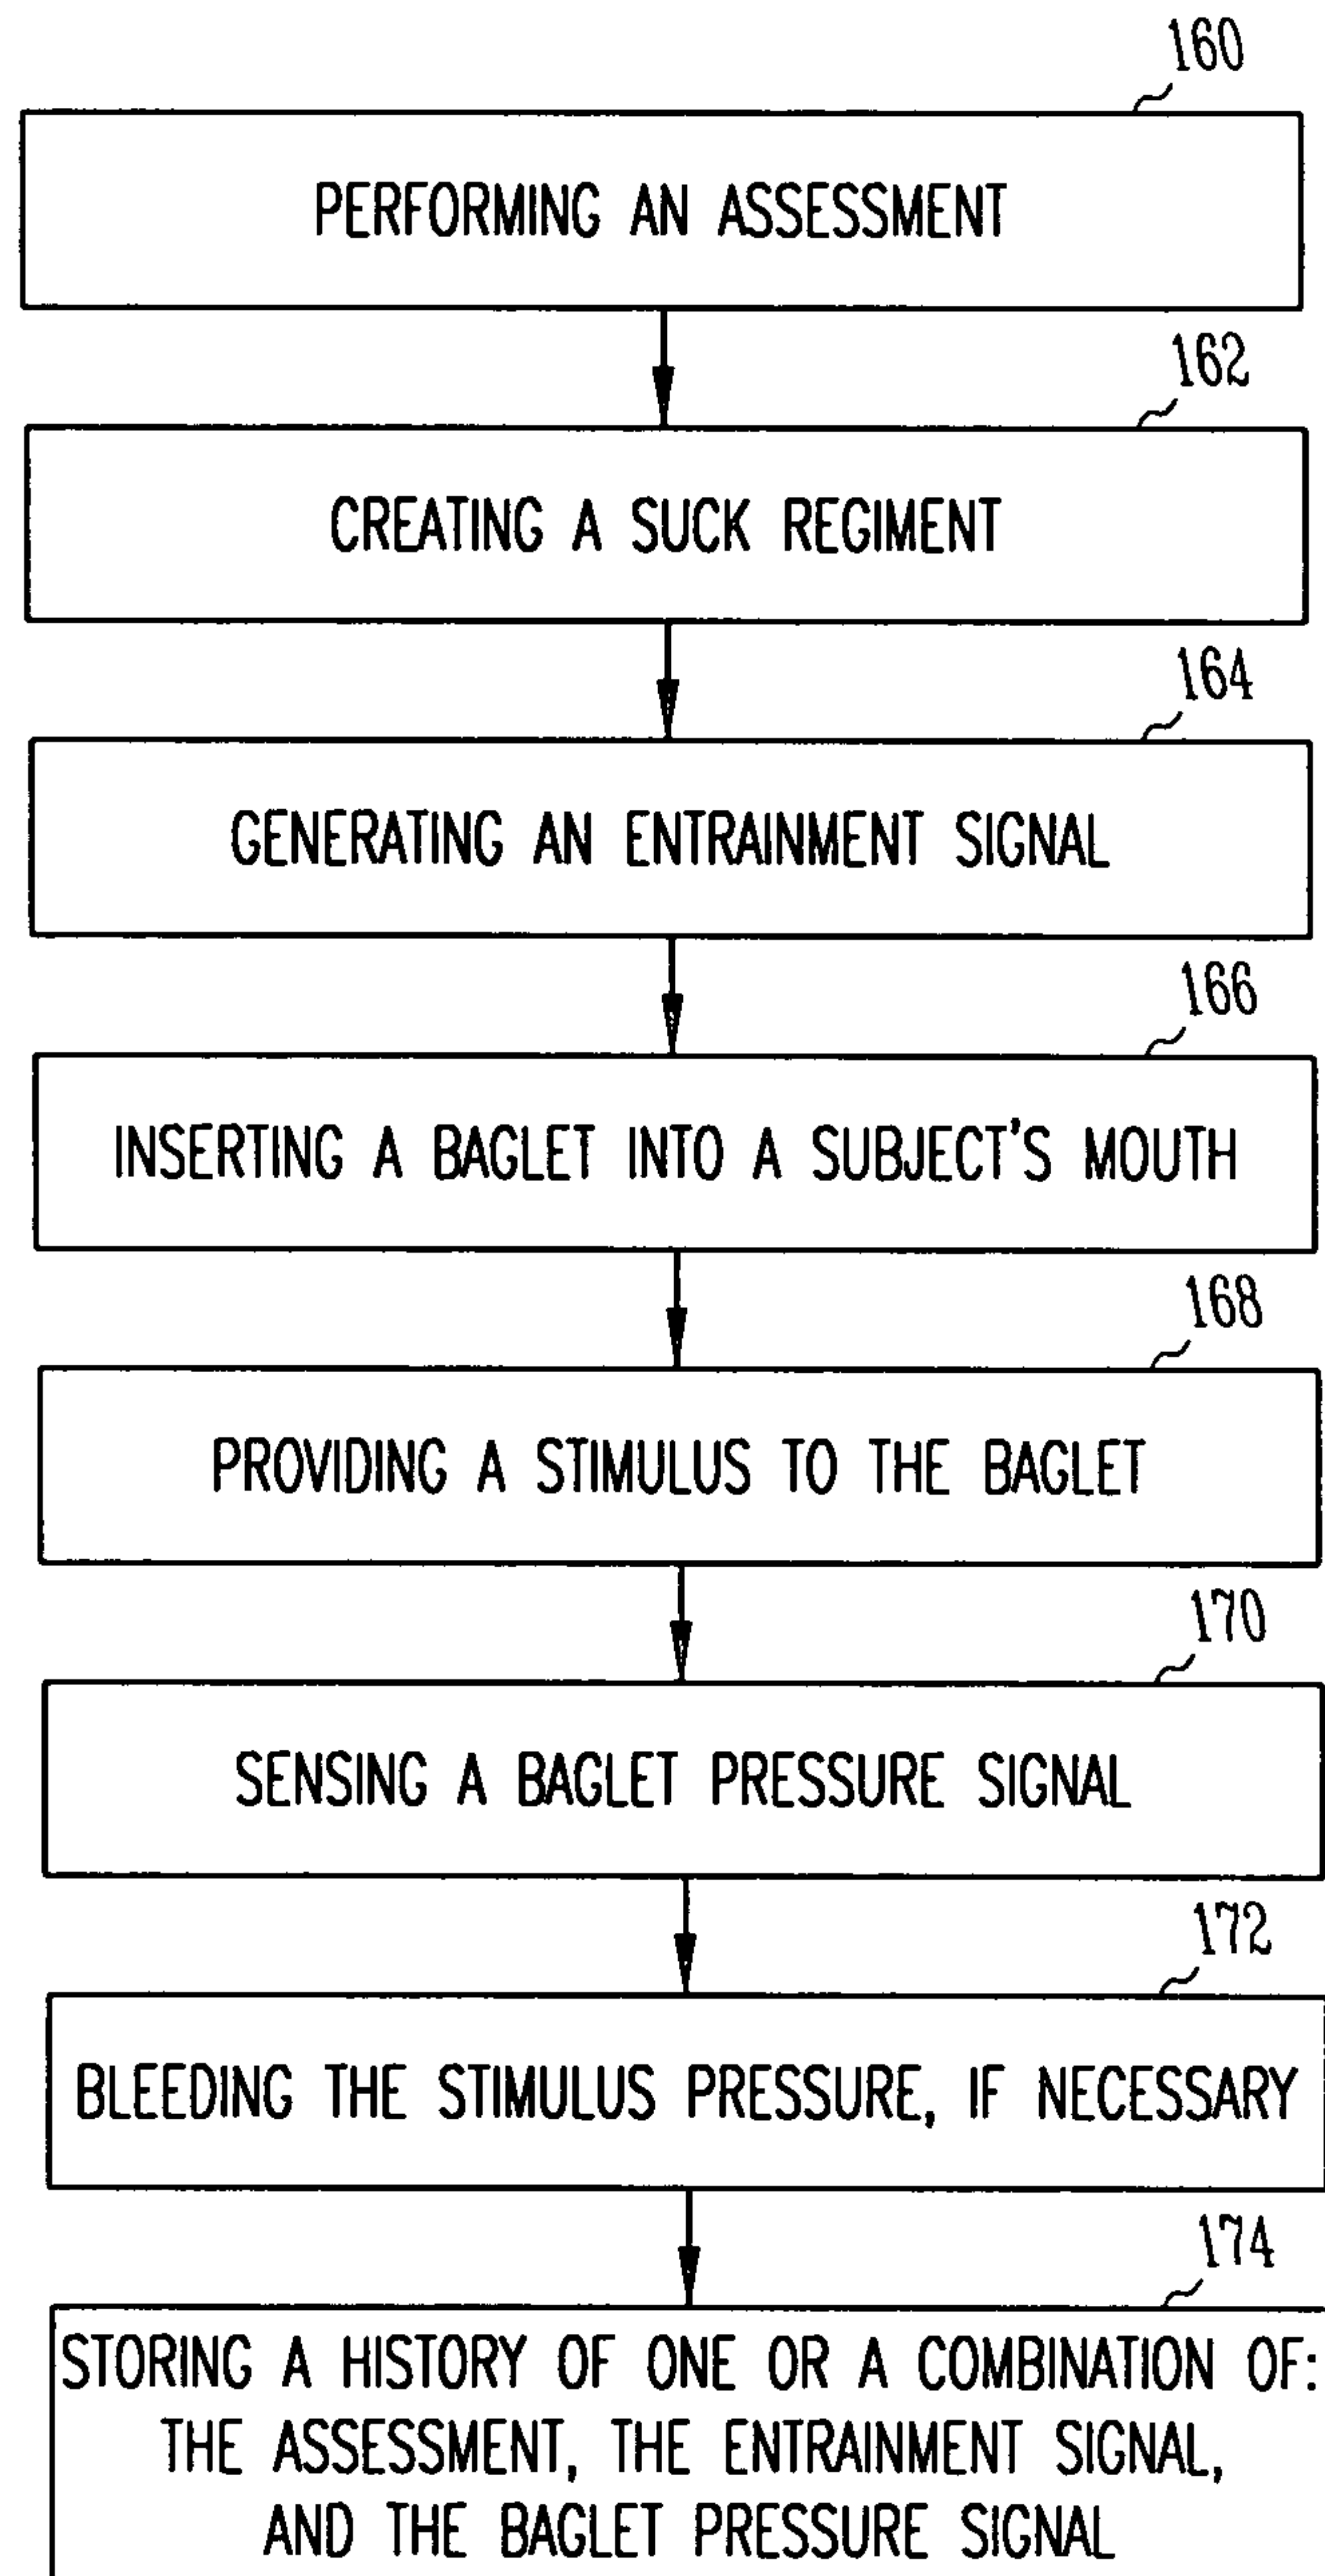 160
PERFORMING AN ASSESSMENT
162
CREATING A SUCK REGIMENT
164
GENERATING AN ENTRAINMENT SIGNAL
166
INSERTING A BAGLET INTO A SUBJECT'S MOUTH
168
PROVIDING A STIMULUS TO THE BAGLET
170
SENSING A BAGLET PRESSURE SIGNAL
172
BLEEDING THE STIMULUS PRESSURE, IF NECESSARY
174
STORING A HISTORY OF ONE OR A COMBINATION OF:
THE ASSESSMENT, THE ENTRAINMENT SIGNAL,
AND THE BAGLET PRESSURE SIGNAL